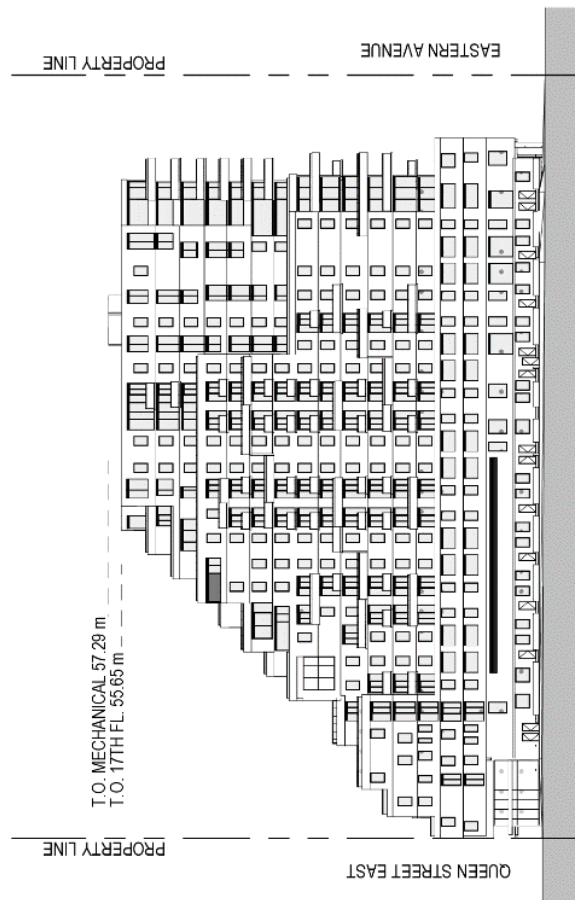 PROPERTY LINE
EASTERN AVENUE
T.O. MECHANICAL 57.29 m
T.O. 17TH FL. 55.65 m
PROPERTY LINE
QUEEN STREET EAST